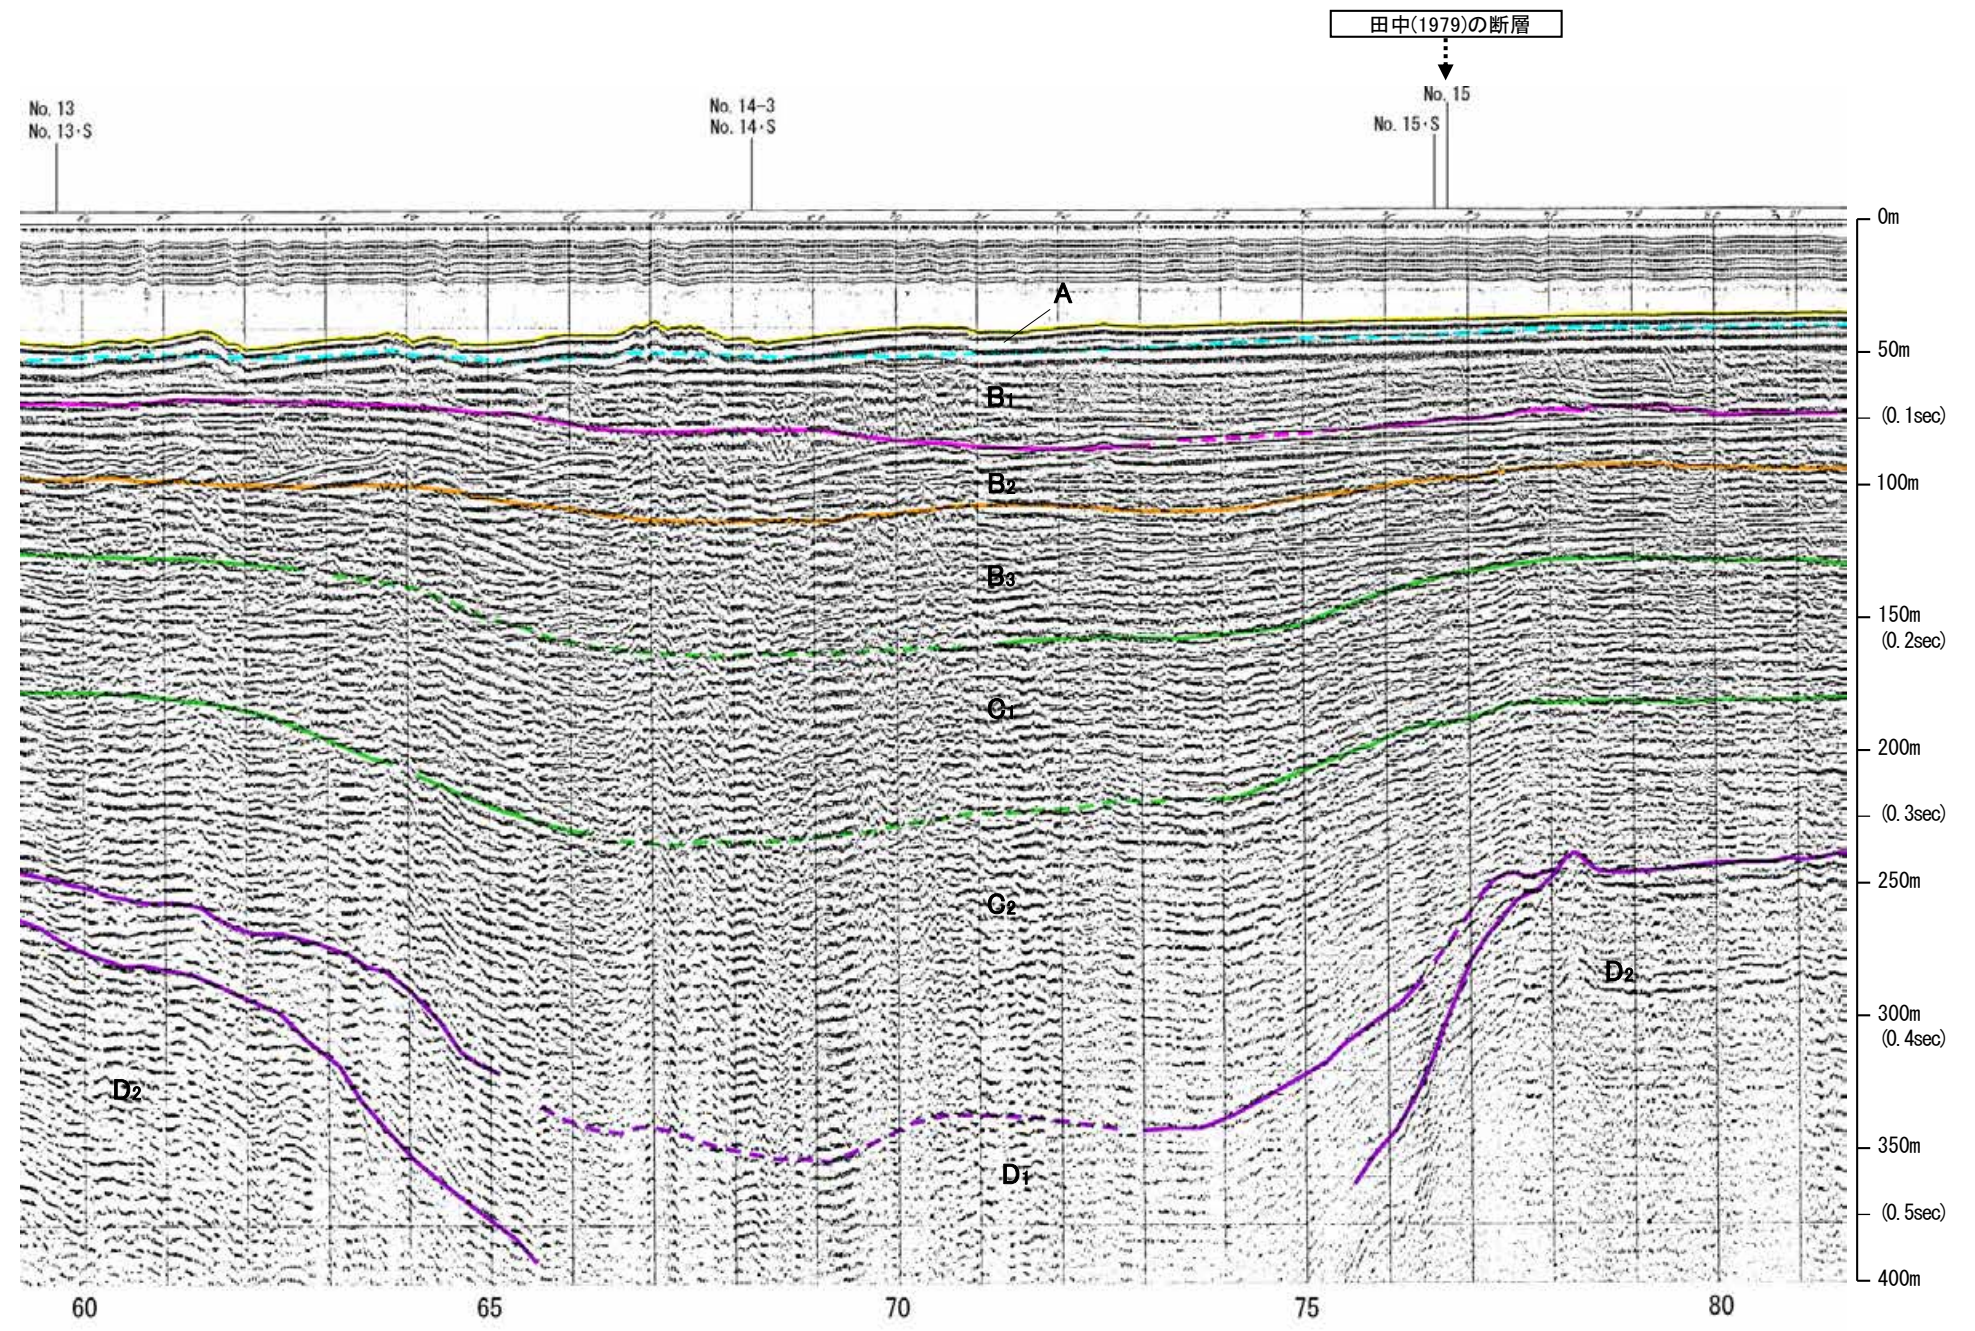 田中(1979)の断層
No. 13
No. 13・S
No. 14-3
No. 14・S
No. 15
No. 15・S
0m
A
50m
B1
(0.1sec)
B2
100m
B3
150m
(0.2sec)
C1
200m
(0.3sec)
250m
C2
D2
300m
(0.4sec)
D2
350m
D1
(0.5sec)
400m
60
65
70
75
80